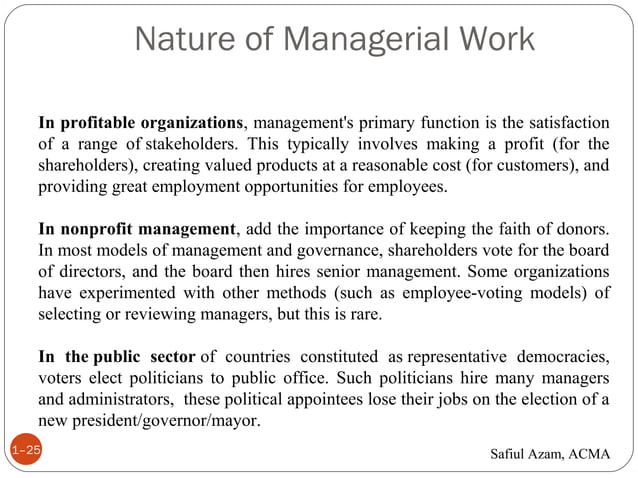 Nature of Managerial Work
In profitable organizations, management's primary function is the satisfaction
of a range of stakeholders. This typically involves making a profit (for the
shareholders), creating valued products at a reasonable cost (for customers), and
providing great employment opportunities for employees.
In nonprofit management, add the importance of keeping the faith of donors.
In most models of management and governance, shareholders vote for the board
of directors, and the board then hires senior management. Some organizations
have experimented with other methods (such as employee-voting models) of
selecting or reviewing managers, but this is rare.
In the public sector of countries constituted as representative democracies,
voters elect politicians to public office. Such politicians hire many managers
and administrators, these political appointees lose their jobs on the election of a
new president/governor/mayor.
1–25
Safiul Azam, ACMA